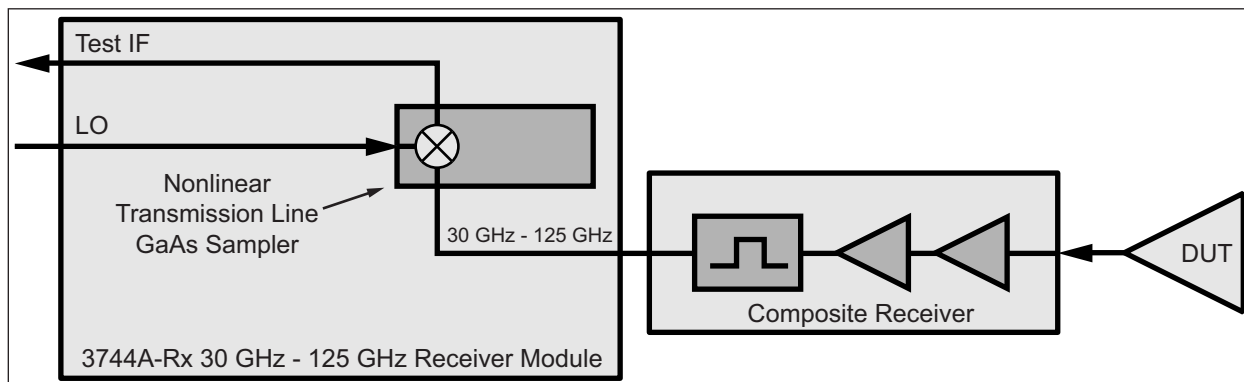 Test IF
LO
Nonlinear
Transmission Line
GaAs Sampler
30 GHz - 125 GHz
DUT
Composite Receiver
3744A-Rx 30 GHz - 125 GHz Receiver Module